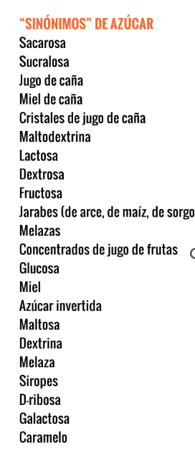 “SINÓNIMOS” DE AZÚCAR
Sacarosa
Sucralosa
Jugo de caña
Miel de caña
Cristales de jugo de caña
Maltodextrina
Lactosa
Dextrosa
Fructosa
Jarabes (de arce, de maíz, de sorgo
Melazas
Concentrados de jugo de frutas
Glucosa
Miel
Azúcar invertida
Maltosa
Dextrina
Melaza
Siropes
D-ribosa
Galactosa
Caramelo